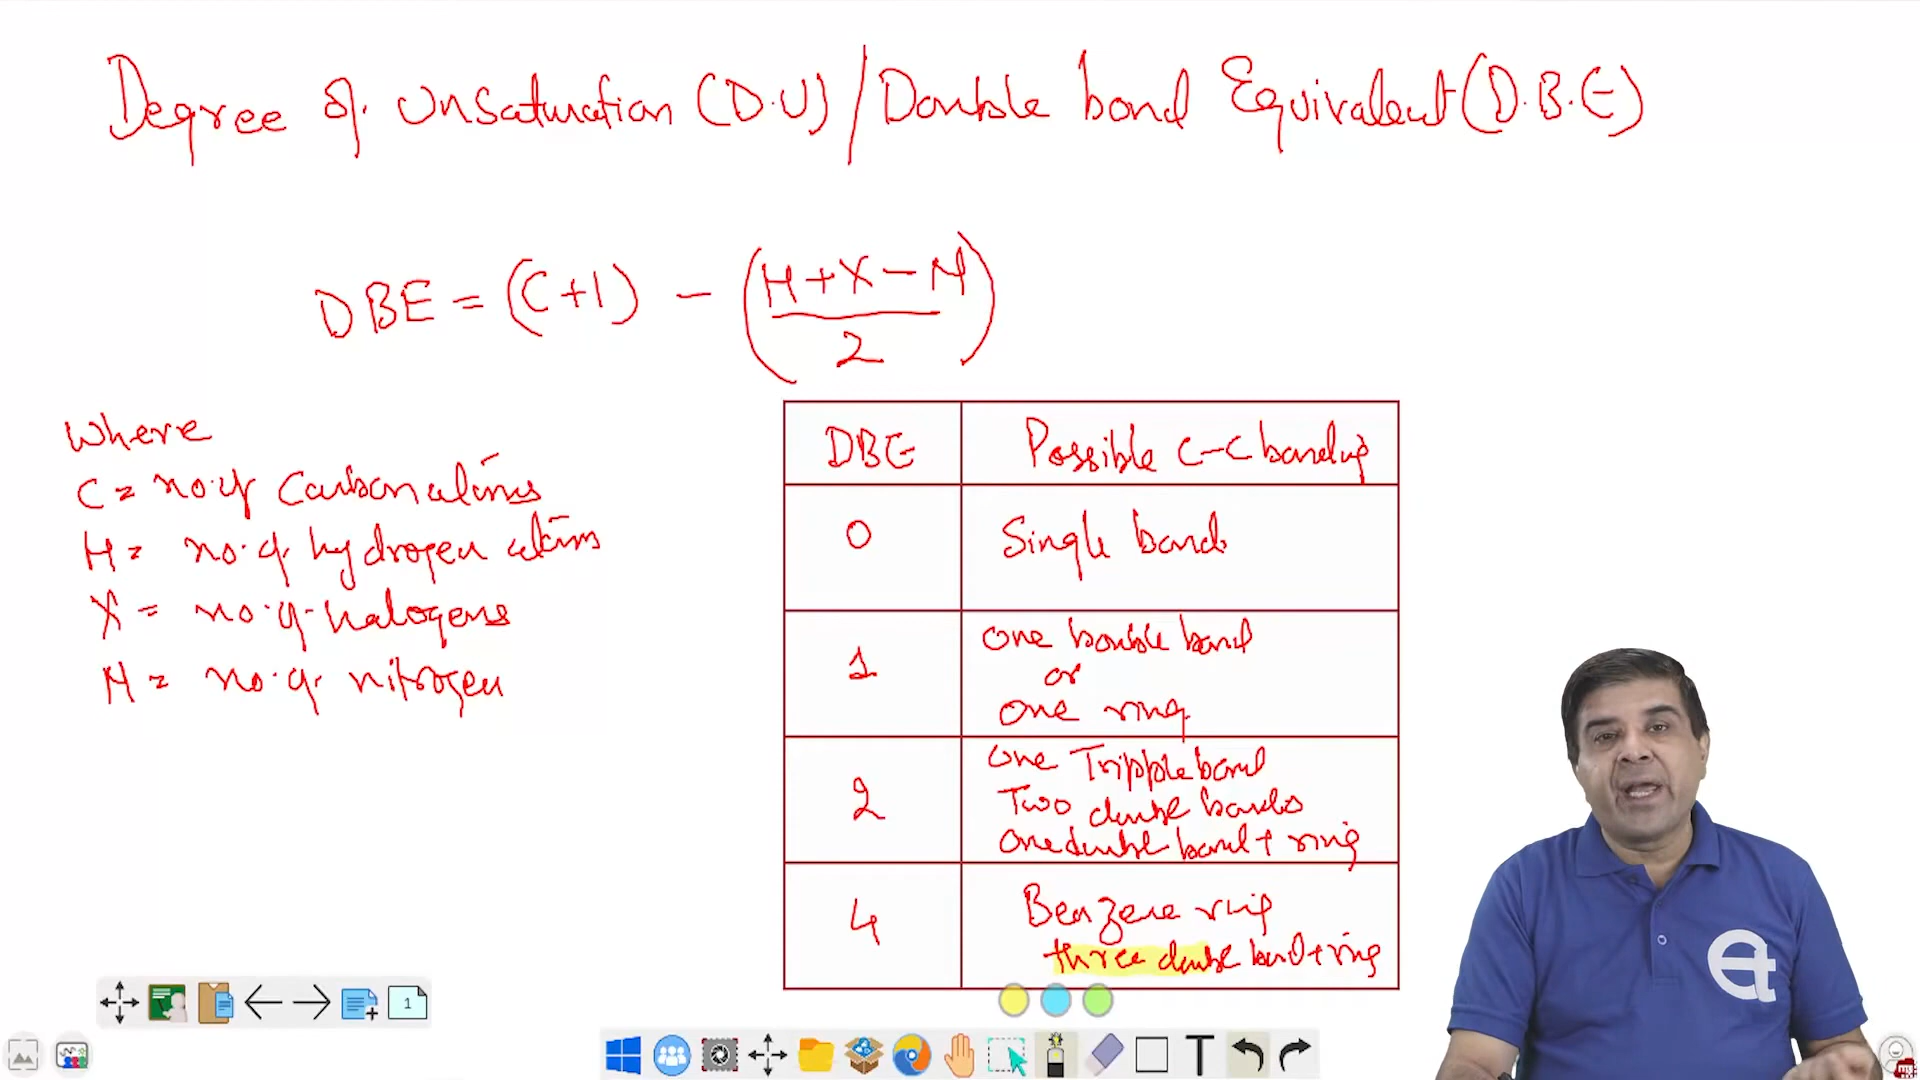 Degree of Unsaturation (D.U) / Double bond Equivalent (D.B.E)
DBE = (C+1) - (H+X-N / 2)
Where
C = no. of Carbon atoms
H = no. of hydrogen atoms
X = no. of halogens
N = no. of nitrogen
DBE Possible C-C bonding
0 Single bond
1 one double bond
or
one ring
2 one Tripple bond
Two double bonds
one double bond + ring
4 Benzene ring
three double bond + ring
1
T